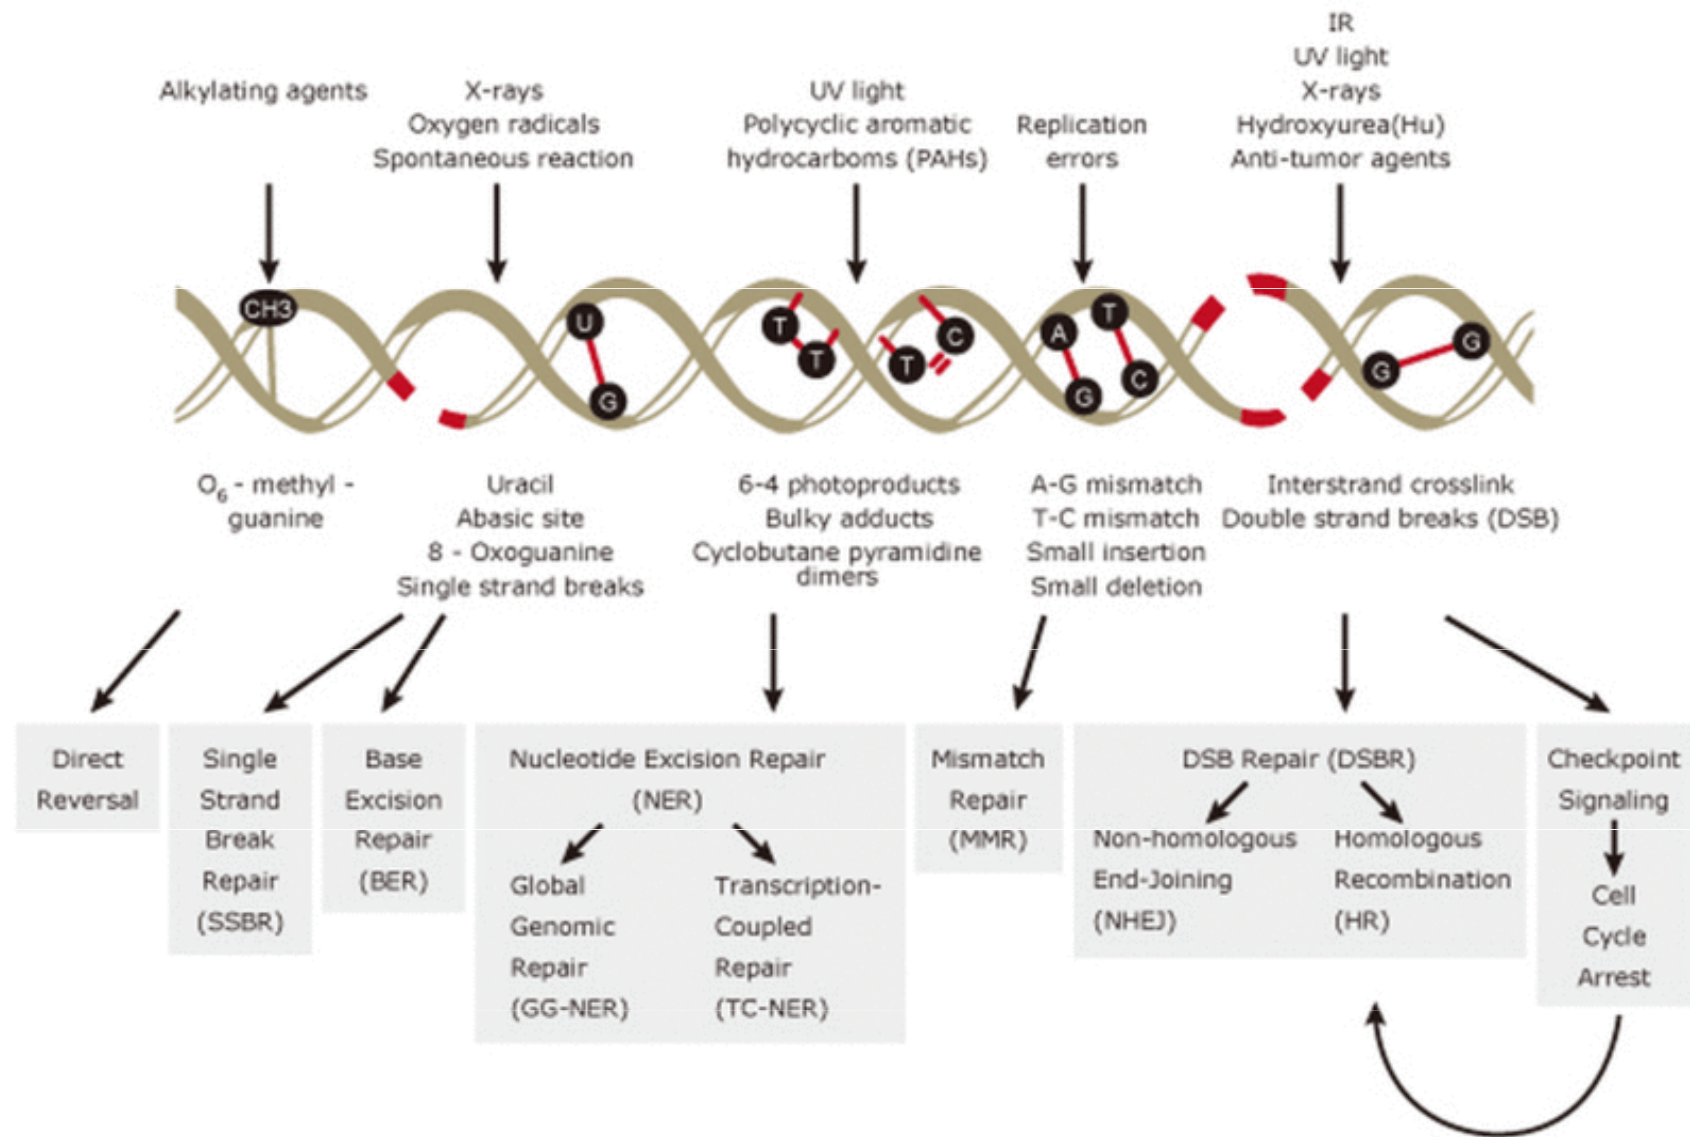 Alkylating agents
X-rays
Oxygen radicals
Spontaneous reaction
UV light
Polycyclic aromatic
hydrocarboms (PAHs)
Replication
errors
IR
UV light
X-rays
Hydroxyurea(Hu)
Anti-tumor agents
CH3
U
G
T
T
C
T
A
G
T
C
G
G
O6 - methyl -
guanine
Uracil
Abasic site
8 - Oxoguanine
Single strand breaks
6-4 photoproducts
Bulky adducts
Cyclobutane pyramidine
dimers
A-G mismatch
T-C mismatch
Small insertion
Small deletion
Interstrand crosslink
Double strand breaks (DSB)
Direct
Reversal
Single
Strand
Break
Repair
(SSBR)
Base
Excision
Repair
(BER)
Nucleotide Excision Repair
(NER)
Global
Genomic
Repair
(GG-NER)
Transcription-
Coupled
Repair
(TC-NER)
Mismatch
Repair
(MMR)
DSB Repair (DSBR)
Non-homologous
End-Joining
(NHEJ)
Homologous
Recombination
(HR)
Checkpoint
Signaling
Cell
Cycle
Arrest